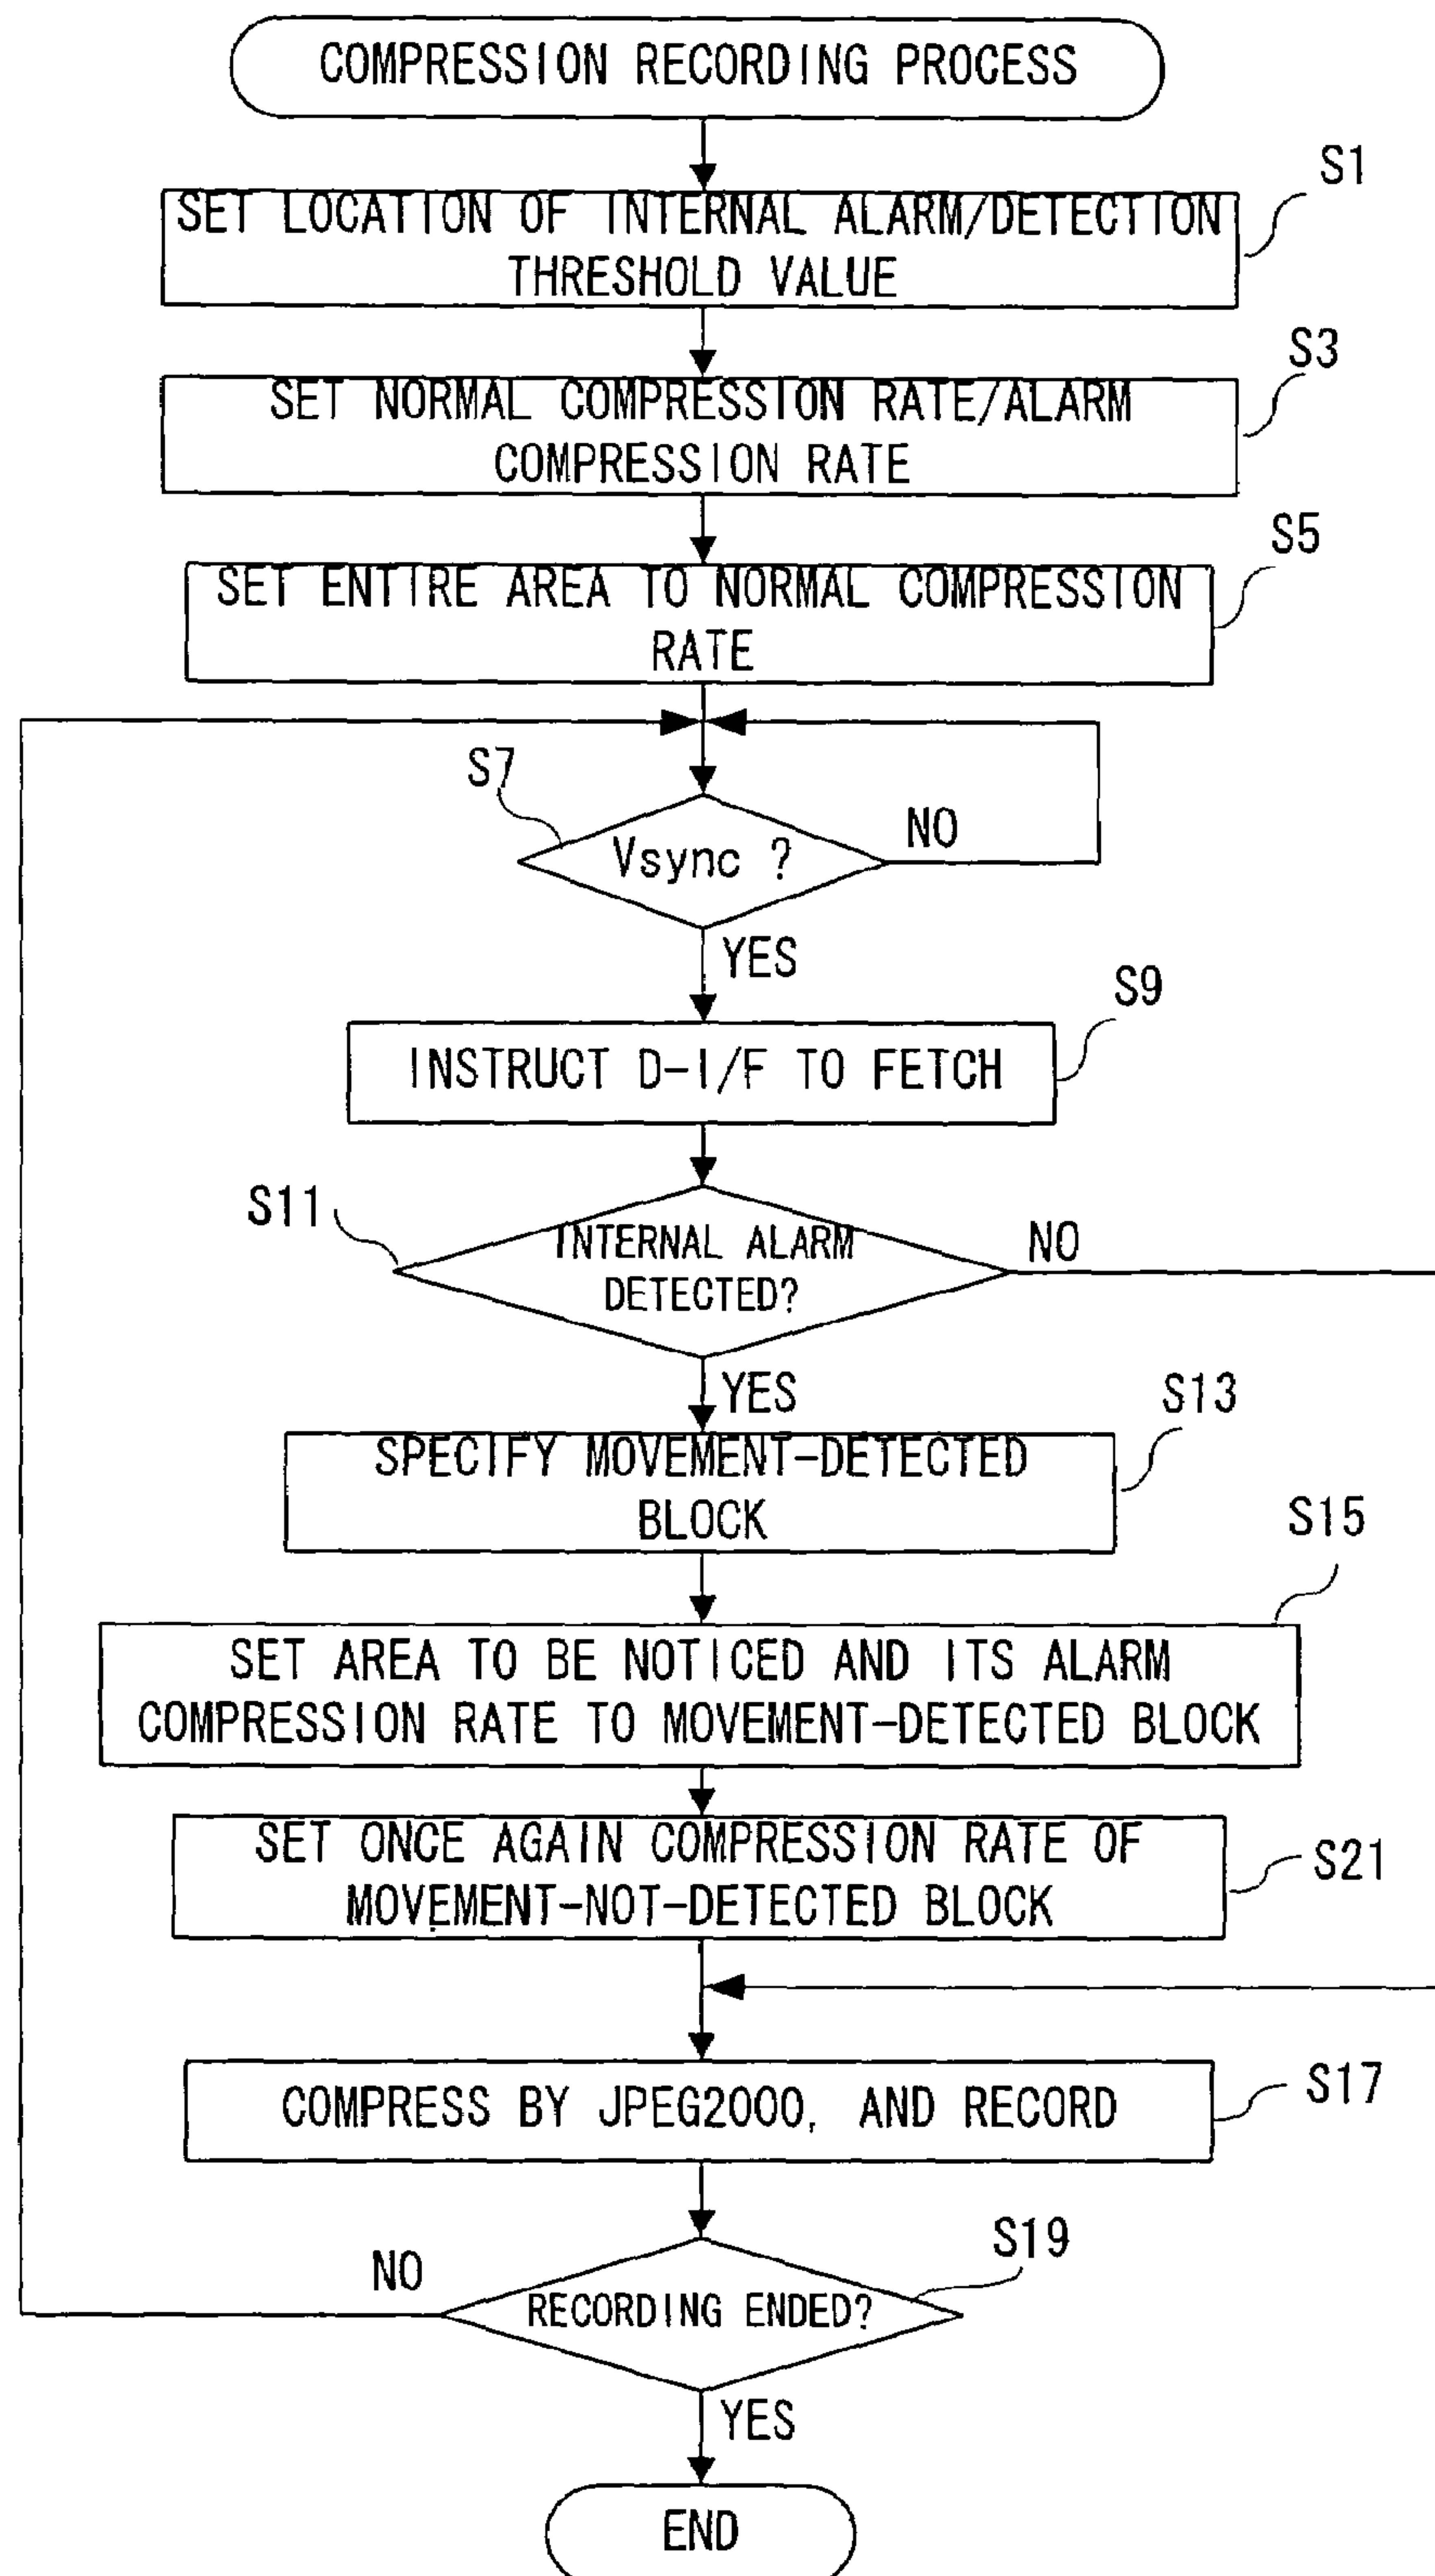 COMPRESSION RECORDING PROCESS
S1
SET LOCATION OF INTERNAL ALARM/DETECTION
THRESHOLD VALUE
S3
SET NORMAL COMPRESSION RATE/ALARM
COMPRESSION RATE
S5
SET ENTIRE AREA TO NORMAL COMPRESSION
RATE
S7
Vsync ?
NO
YES
S9
INSTRUCT D-I/F TO FETCH
S11
INTERNAL ALARM
DETECTED?
NO
YES
S13
SPECIFY MOVEMENT-DETECTED
BLOCK
S15
SET AREA TO BE NOTICED AND ITS ALARM
COMPRESSION RATE TO MOVEMENT-DETECTED BLOCK
SET ONCE AGAIN COMPRESSION RATE OF
MOVEMENT-NOT-DETECTED BLOCK
S21
COMPRESS BY JPEG2000, AND RECORD
S17
S19
NO
RECORDING ENDED?
YES
END